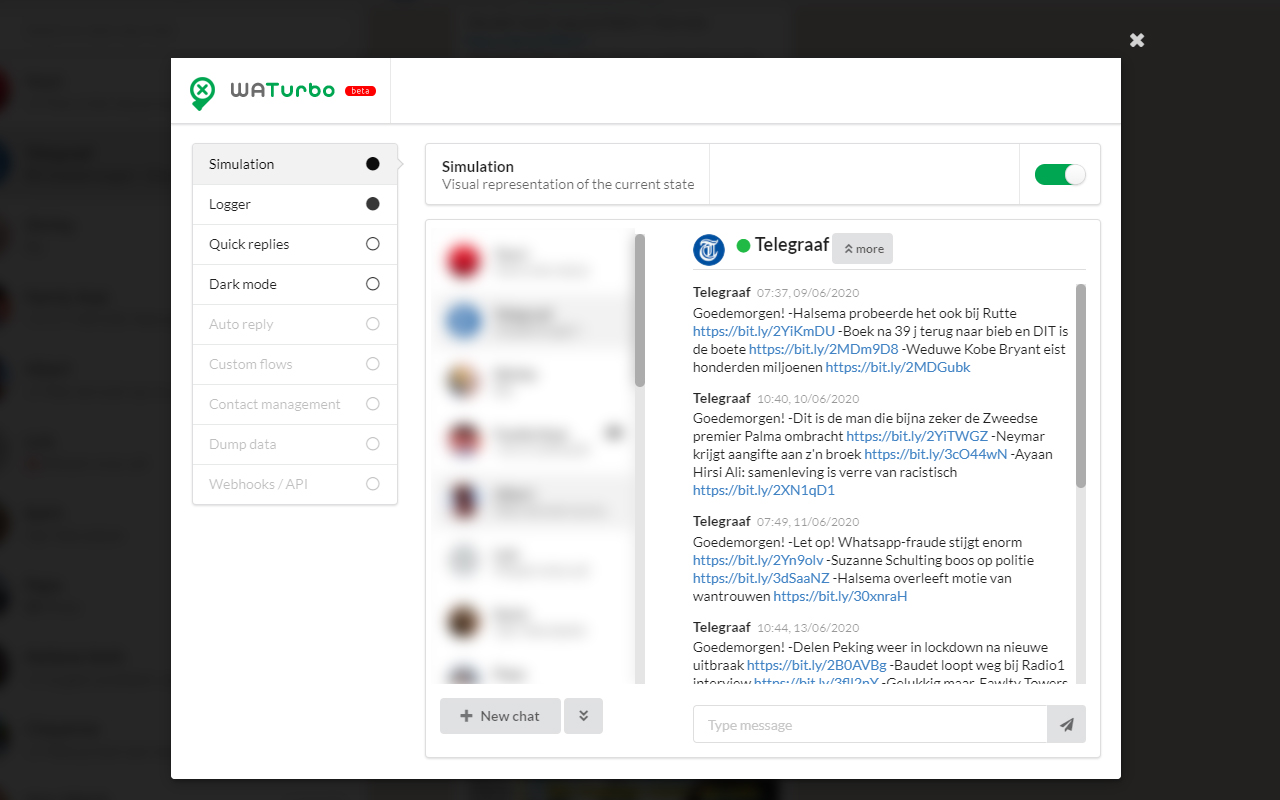 WATurbo beta
Simulation
Logger
Quick replies
Dark mode
Auto reply
Custom flows
Contact management
Dump data
Webhooks / API
Simulation
Visual representation of the current state
Telegraaf more
Telegraaf 07:37, 09/06/2020
Goedemorgen! -Halsema probeerde het ook bij Rutte
https://bit.ly/2YiKmDU -Boek na 39 j terug naar bieb en DIT is
de boete https://bit.ly/2MDm9D8 -Weduwe Kobe Bryant eist
honderden miljoenen https://bit.ly/2MDGubk
Telegraaf 10:40, 10/06/2020
Goedemorgen! -Dit is de man die bijna zeker de Zweedse
premier Palma ombracht https://bit.ly/2YiTWGZ -Neymar
krijgt aangifte aan z'n broek https://bit.ly/3cO44wN -Ayaan
Hirsi Ali: samenleving is verre van racistisch
https://bit.ly/2XN1qD1
Telegraaf 07:49, 11/06/2020
Goedemorgen! -Let op! Whatsapp-fraude stijgt enorm
https://bit.ly/2Yn9olv -Suzanne Schulting boos op politie
https://bit.ly/3dSaaNZ -Halsema overleeft motie van
wantrouwen https://bit.ly/30xnraH
Telegraaf 10:44, 13/06/2020
Goedemorgen! -Delen Peking weer in lockdown na nieuwe
uitbraak https://bit.ly/2B0AVBg -Baudet loopt weg bij Radio1
interview -Gelukkig maar, Fawlty Towers
New chat
Type message